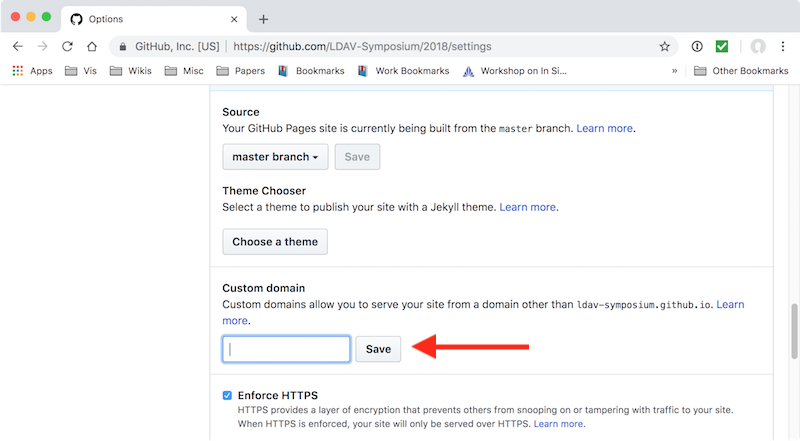 Options
GitHub, Inc. [US] https://github.com/LDAV-Symposium/2018/settings
Apps Vis Wikis Misc Papers Bookmarks Work Bookmarks Workshop on In Si... » Other Bookmarks
Source
Your GitHub Pages site is currently being built from the master branch. Learn more.
master branch Save
Theme Chooser
Select a theme to publish your site with a Jekyll theme. Learn more.
Choose a theme
Custom domain
Custom domains allow you to serve your site from a domain other than ldav-symposium.github.io. Learn
more.
Save
Enforce HTTPS
HTTPS provides a layer of encryption that prevents others from snooping on or tampering with traffic to your site.
When HTTPS is enforced, your site will only be served over HTTPS. Learn more.